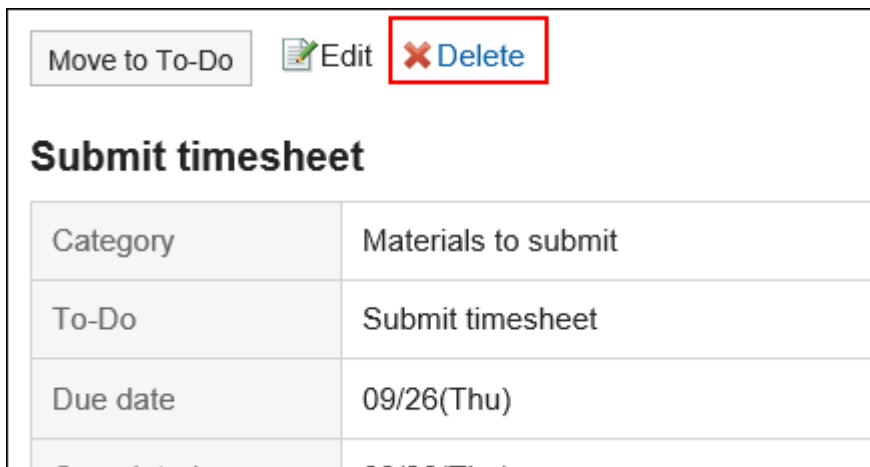 Move to To-Do Edit Delete
Submit timesheet
Category Materials to submit
To-Do Submit timesheet
Due date 09/26(Thu)